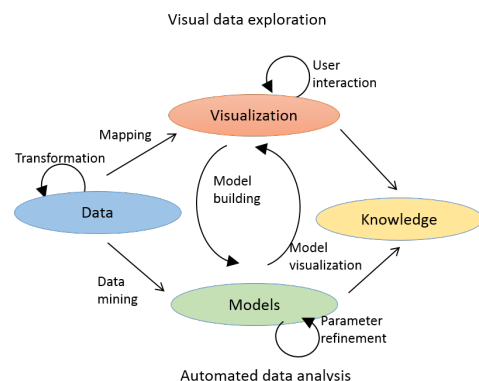 Visual data exploration
User
interaction
Visualization
Mapping
Transformation
Model
building
Data
Knowledge
Model
visualization
Data
mining
Models
Parameter
refinement
Automated data analysis